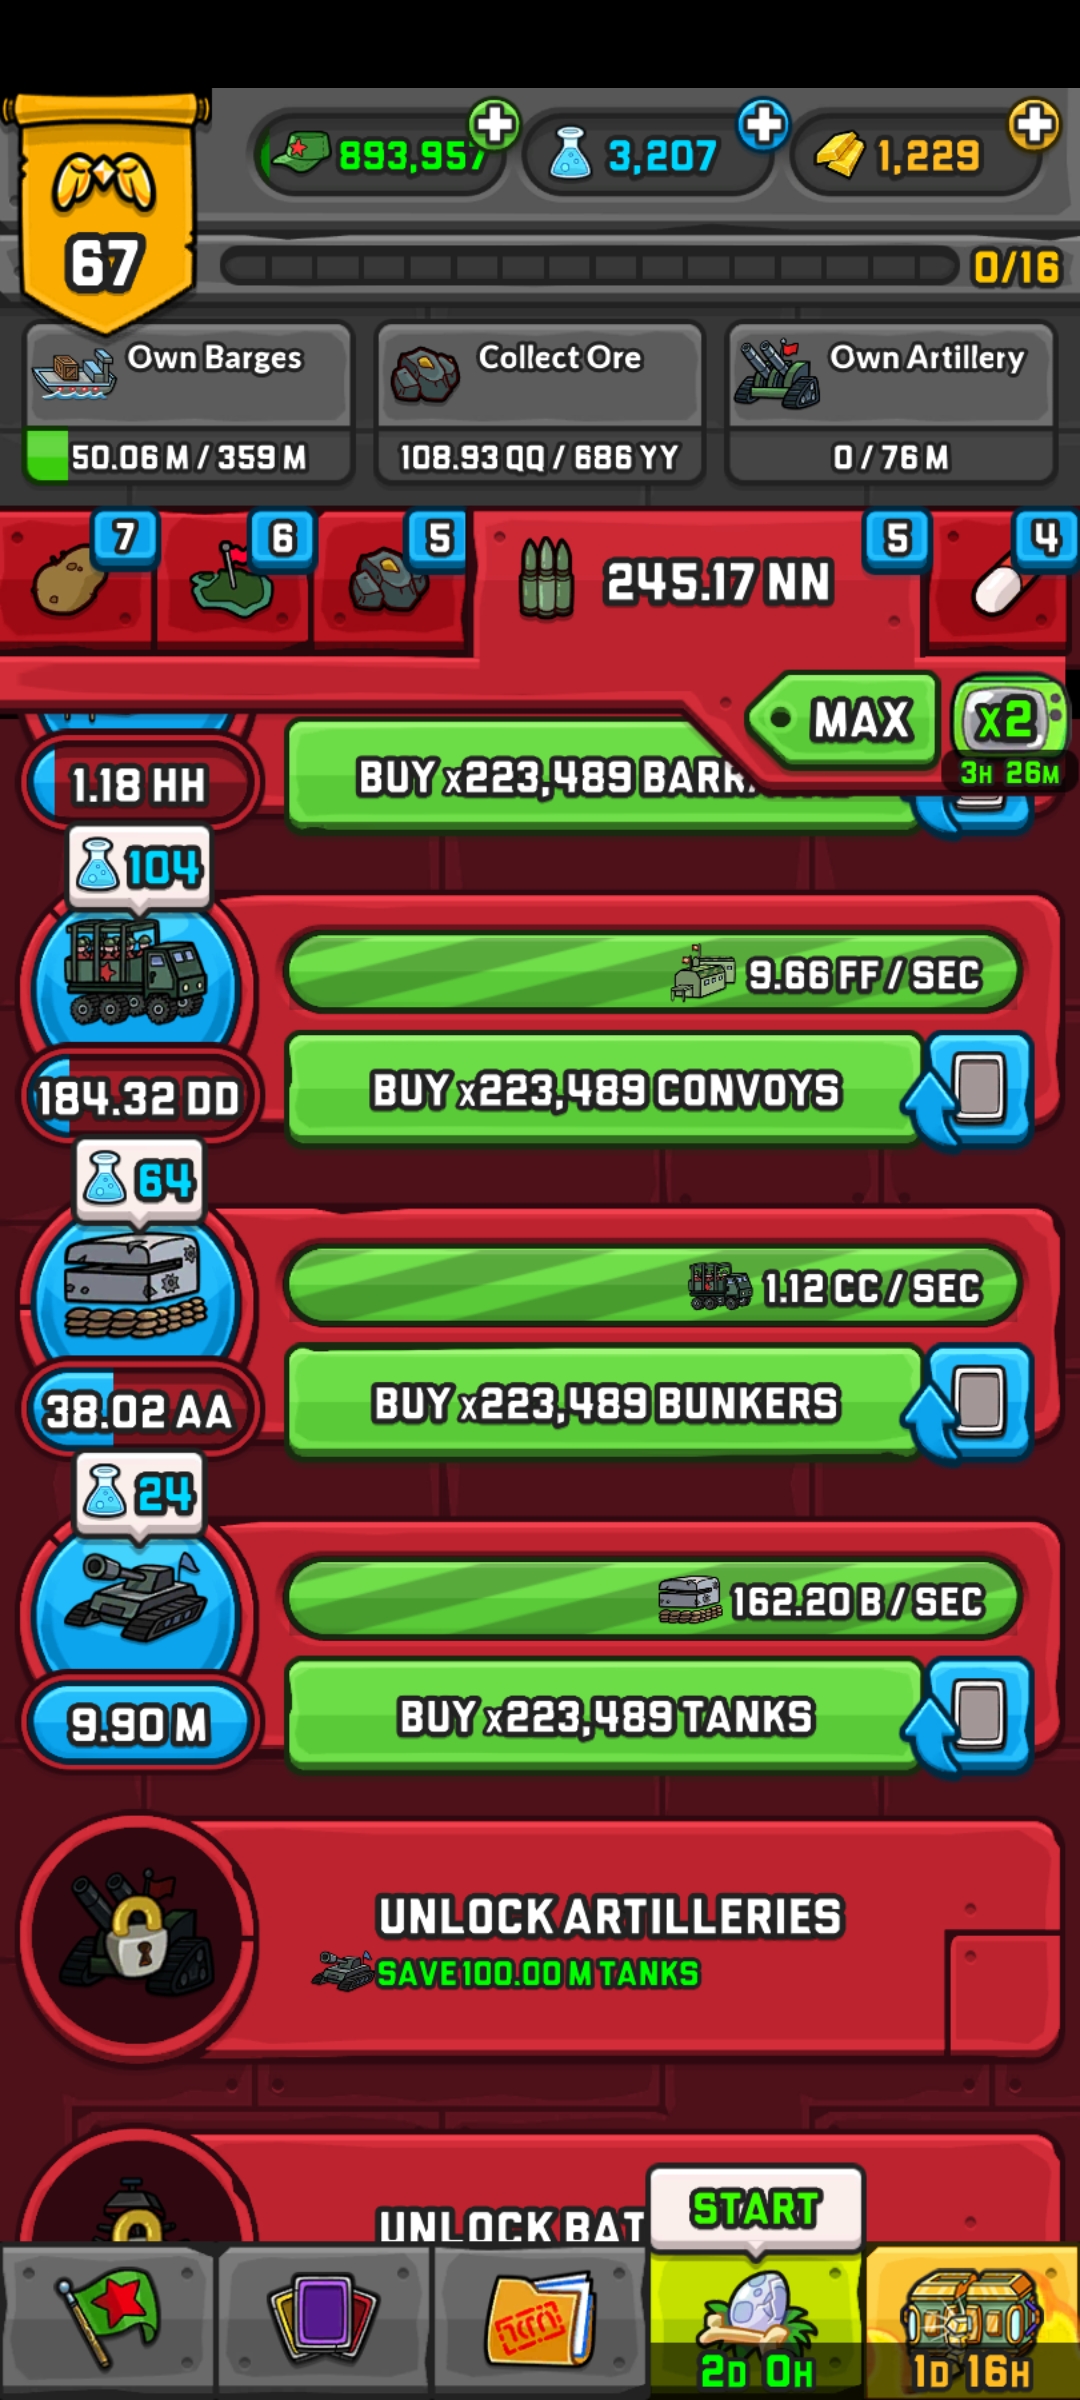 893,957
3,207
1,229
67
0/16
Own Barges
50.06 M / 359 M
Collect Ore
108.93 QQ / 686 YY
Own Artillery
0 / 76 M
7
6
5
245.17 NN
5
4
MAX
x2
3H 26M
1.18 HH
BUY x223,489
104
9.66 FF / SEC
184.32 DD
BUY x223,489 CONVOYS
64
1.12 CC / SEC
38.02 AA
BUY x223,489 BUNKERS
24
162.20 B / SEC
9.90 M
BUY x223,489 TANKS
UNLOCK ARTILLERIES
SAVE 100.00 M TANKS
UNLOCK BAT
START
2D 0H
1D 16H